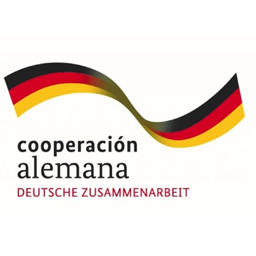 cooperación
alemana
DEUTSCHE ZUSAMMENARBEIT